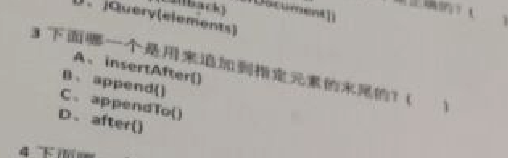 D、jQuery(elements)
3 下面哪一个是用来追加到指定元素的末尾的?( )
A、insertAfter()
B、append()
C、appendTo()
D、after()
4 下面哪一